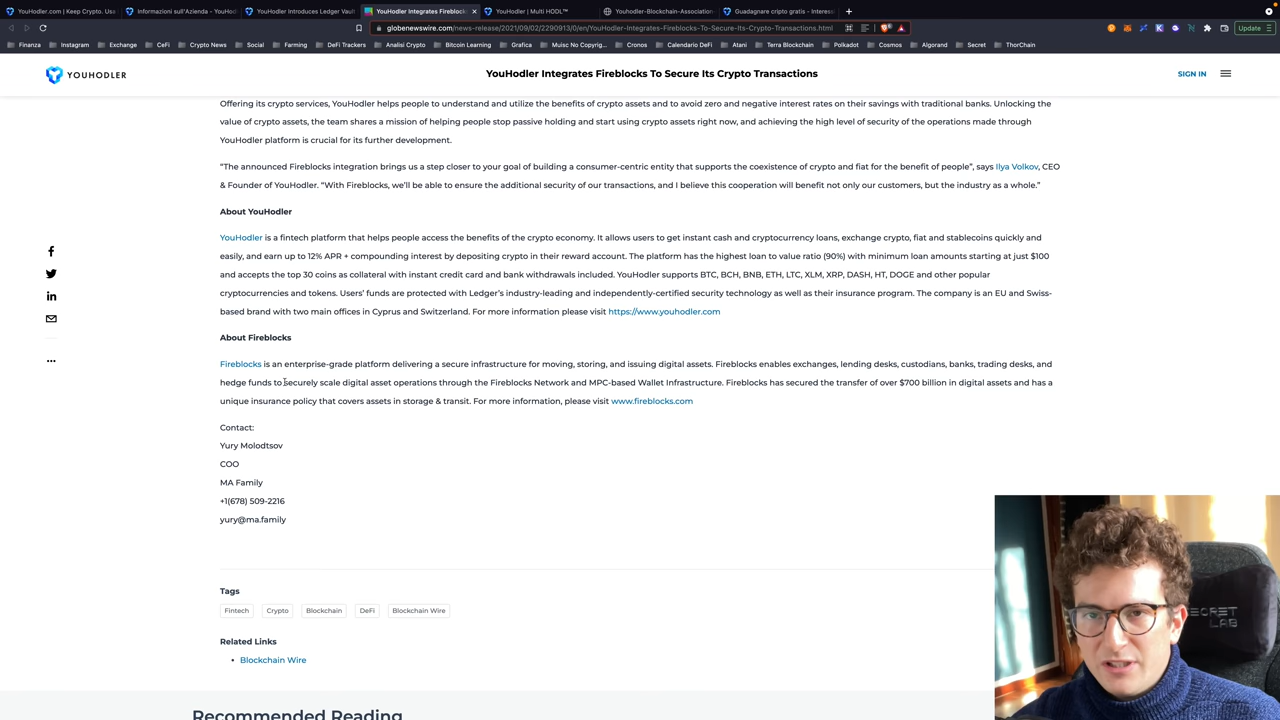 YouHodler.com | Keep Crypto, Use
Informazioni sull'Azienda - YouHod
YouHodler Introduces Ledger Vault
YouHodler Integrates Fireblocks
YouHodler | Multi HODL™
YouHodler-Blockchain-Association
Guadagnare cripto gratis - Interess
globenewswire.com/news-release/2021/09/02/2290913/0/en/YouHodler-Integrates-Fireblocks-To-Secure-Its-Crypto-Transactions.html
Update
Finanza Instagram Exchange CeFi Crypto News Social Farming DeFi Trackers Analisi Crypto Bitcoin Learning Grafica Muisc No Copyrig... Cronos Calendario DeFi Atani Terra Blockchain Polkadot Cosmos Algorand Secret ThorChain
YOUHODLER
YouHodler Integrates Fireblocks To Secure Its Crypto Transactions
SIGN IN
Offering its crypto services, YouHodler helps people to understand and utilize the benefits of crypto assets and to avoid zero and negative interest rates on their savings with traditional banks. Unlocking the
value of crypto assets, the team shares a mission of helping people stop passive holding and start using crypto assets right now, and achieving the high level of security of the operations made through
YouHodler platform is crucial for its further development.
“The announced Fireblocks integration brings us a step closer to your goal of building a consumer-centric entity that supports the coexistence of crypto and fiat for the benefit of people”, says Ilya Volkov, CEO
& Founder of YouHodler. “With Fireblocks, we’ll be able to ensure the additional security of our transactions, and I believe this cooperation will benefit not only our customers, but the industry as a whole.”
About YouHodler
YouHodler is a fintech platform that helps people access the benefits of the crypto economy. It allows users to get instant cash and cryptocurrency loans, exchange crypto, fiat and stablecoins quickly and
easily, and earn up to 12% APR + compounding interest by depositing crypto in their reward account. The platform has the highest loan to value ratio (90%) with minimum loan amounts starting at just $100
and accepts the top 30 coins as collateral with instant credit card and bank withdrawals included. YouHodler supports BTC, BCH, BNB, ETH, LTC, XLM, XRP, DASH, HT, DOGE and other popular
cryptocurrencies and tokens. Users’ funds are protected with Ledger’s industry-leading and independently-certified security technology as well as their insurance program. The company is an EU and Swiss-
based brand with two main offices in Cyprus and Switzerland. For more information please visit https://www.youhodler.com
About Fireblocks
Fireblocks is an enterprise-grade platform delivering a secure infrastructure for moving, storing, and issuing digital assets. Fireblocks enables exchanges, lending desks, custodians, banks, trading desks, and
hedge funds to securely scale digital asset operations through the Fireblocks Network and MPC-based Wallet Infrastructure. Fireblocks has secured the transfer of over $700 billion in digital assets and has a
unique insurance policy that covers assets in storage & transit. For more information, please visit www.fireblocks.com
Contact:
Yury Molodtsov
COO
MA Family
+1(678) 509-2216
yury@ma.family
Tags
Fintech Crypto Blockchain DeFi Blockchain Wire
Related Links
Blockchain Wire
Recommended Reading
SECRET
LAB